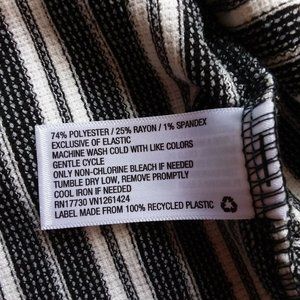 74% POLYESTER / 25% RAYON / 1% SPANDEX
EXCLUSIVE OF ELASTIC
MACHINE WASH COLD WITH LIKE COLORS
GENTLE CYCLE
ONLY NON-CHLORINE BLEACH IF NEEDED
TUMBLE DRY LOW, REMOVE PROMPTLY
COOL IRON IF NEEDED
RN17730 VN1261424
LABEL MADE FROM 100% RECYCLED PLASTIC